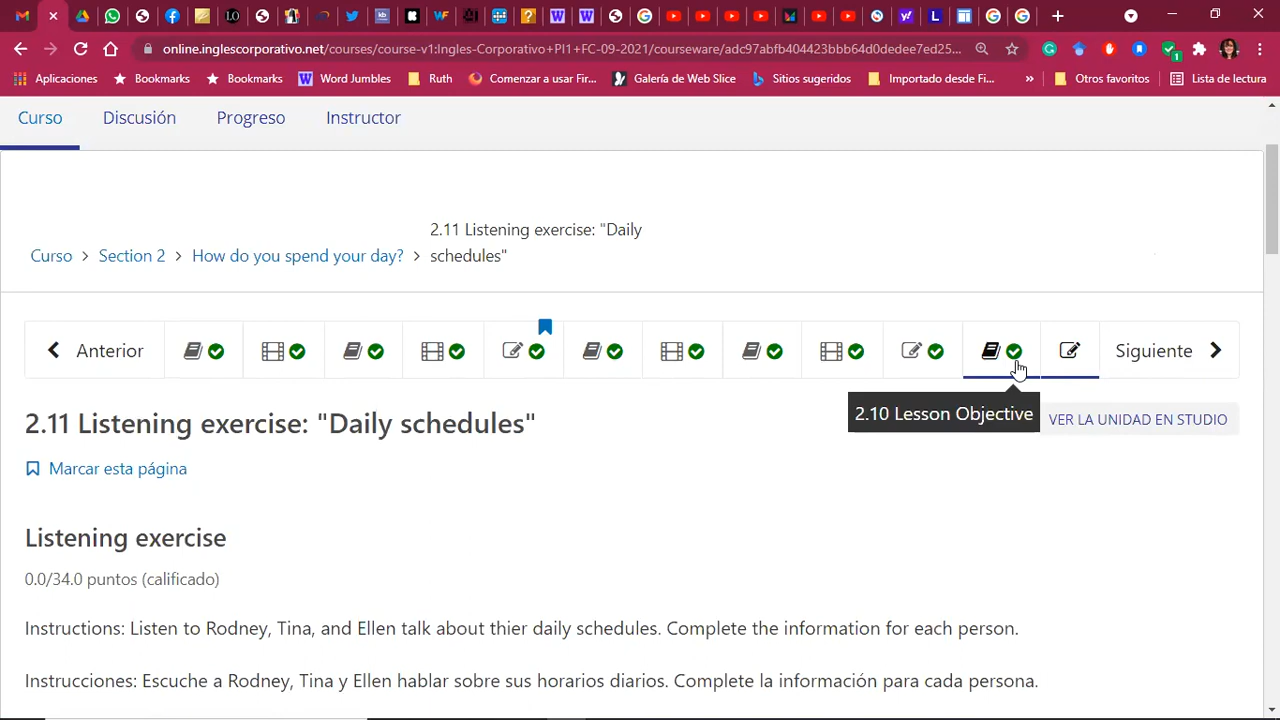 online.inglescorporativo.net/courses/course-v1:Ingles-Corporativo+PI1+FC-09-2021/courseware/adc97abfb404423bbb64d0dedee7ed25...
Aplicaciones Bookmarks Bookmarks Word Jumbles Ruth Comenzar a usar Fir... Galería de Web Slice Sitios sugeridos Importado desde Fi... » Otros favoritos Lista de lectura
Curso Discusión Progreso Instructor
2.11 Listening exercise: "Daily
Curso > Section 2 > How do you spend your day? > schedules"
Anterior Siguiente
2.10 Lesson Objective
2.11 Listening exercise: "Daily schedules" VER LA UNIDAD EN STUDIO
Marcar esta página
Listening exercise
0.0/34.0 puntos (calificado)
Instructions: Listen to Rodney, Tina, and Ellen talk about thier daily schedules. Complete the information for each person.
Instrucciones: Escuche a Rodney, Tina y Ellen hablar sobre sus horarios diarios. Complete la información para cada persona.